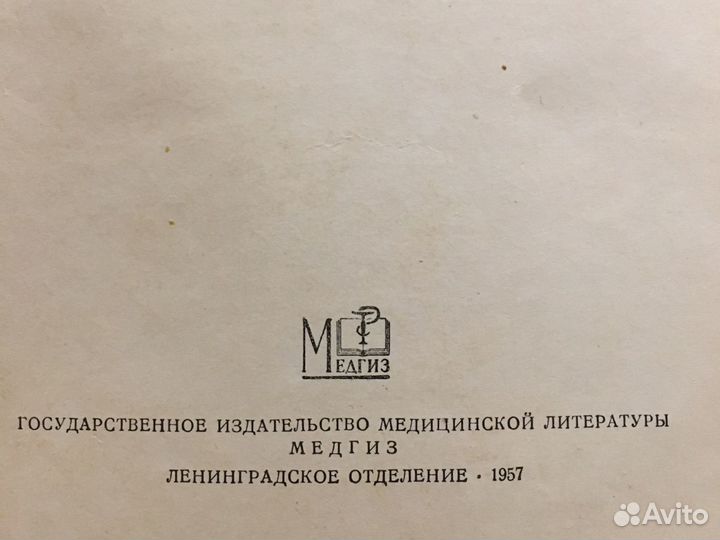 МЕДГИЗ
ГОСУДАРСТВЕННОЕ ИЗДАТЕЛЬСТВО МЕДИЦИНСКОЙ ЛИТЕРАТУРЫ
МЕДГИЗ
ЛЕНИНГРАДСКОЕ ОТДЕЛЕНИЕ · 1957
Avito